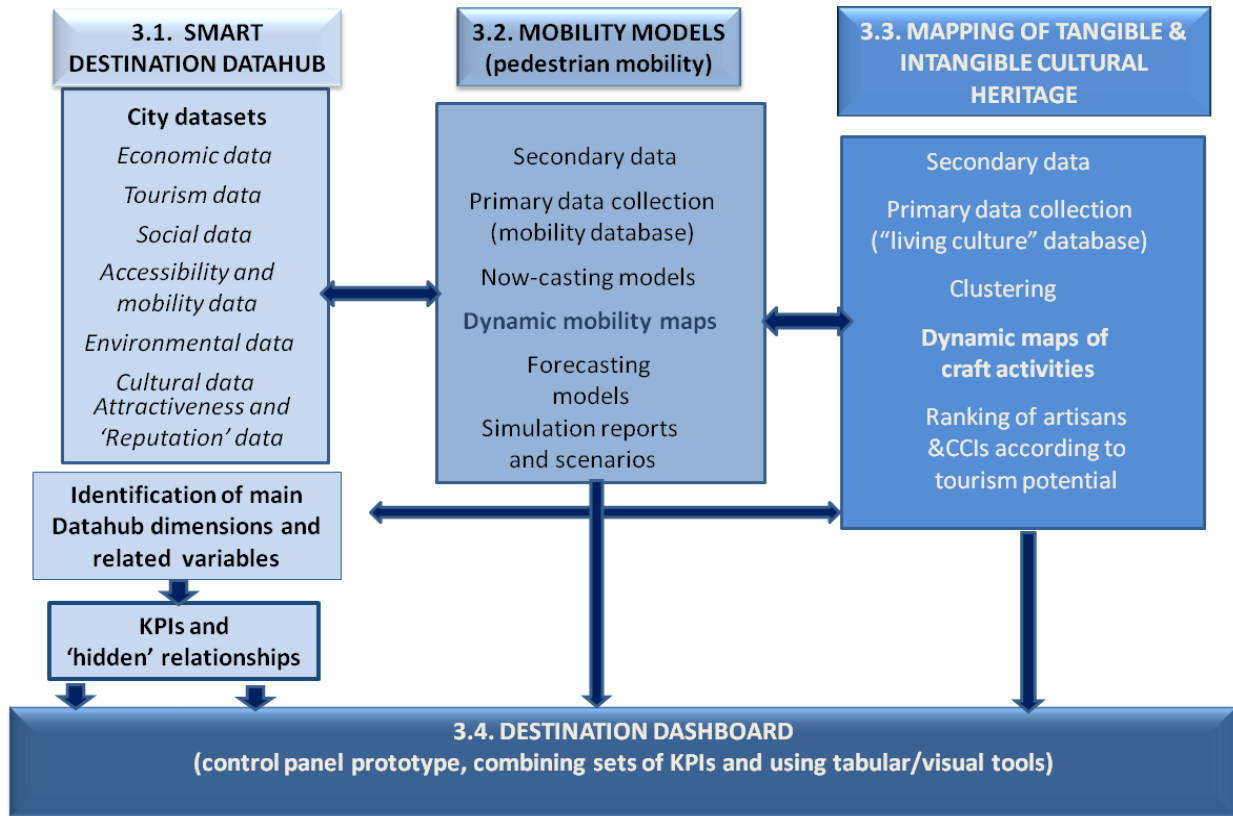 3.1. SMART
DESTINATION DATAHUB
City datasets
Economic data
Tourism data
Social data
Accessibility and
mobility data
Environmental data
Cultural data
Attractiveness and
‘Reputation’ data
Identification of main
Datahub dimensions and
related variables
KPIs and
‘hidden’ relationships
3.2. MOBILITY MODELS
(pedestrian mobility)
Secondary data
Primary data collection
(mobility database)
Now-casting models
Dynamic mobility maps
Forecasting
models
Simulation reports
and scenarios
3.3. MAPPING OF TANGIBLE &
INTANGIBLE CULTURAL
HERITAGE
Secondary data
Primary data collection
(“living culture” database)
Clustering
Dynamic maps of
craft activities
Ranking of artisans
&CCIs according to
tourism potential
3.4. DESTINATION DASHBOARD
(control panel prototype, combining sets of KPIs and using tabular/visual tools)